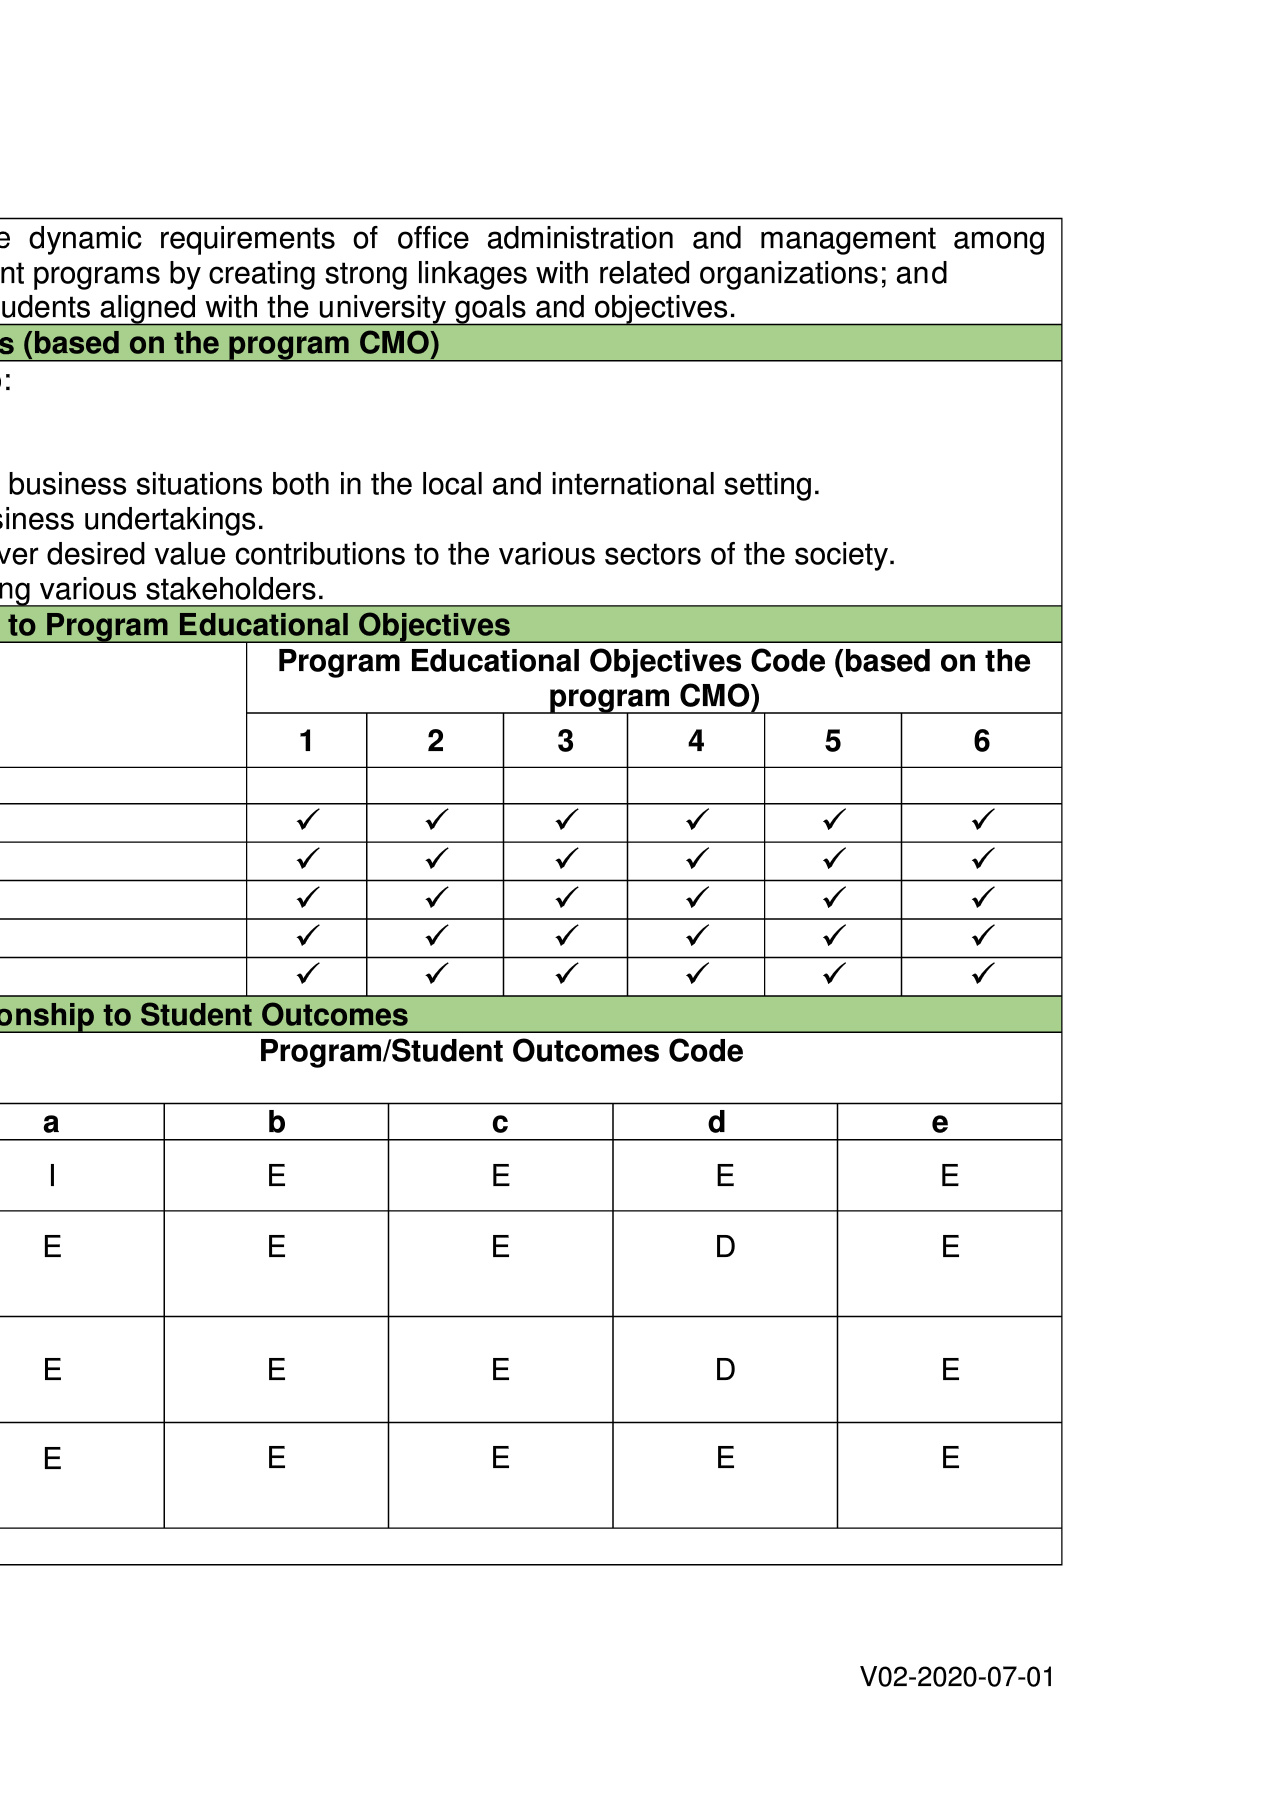 e dynamic requirements of office administration and management among
nt programs by creating strong linkages with related organizations; and
udents aligned with the university goals and objectives.
s (based on the program CMO)
o:
business situations both in the local and international setting.
siness undertakings.
ver desired value contributions to the various sectors of the society.
ng various stakeholders.
to Program Educational Objectives
Program Educational Objectives Code (based on the
program CMO)
1 2 3 4 5 6
✓ ✓ ✓ ✓ ✓ ✓
✓ ✓ ✓ ✓ ✓ ✓
✓ ✓ ✓ ✓ ✓ ✓
✓ ✓ ✓ ✓ ✓ ✓
✓ ✓ ✓ ✓ ✓ ✓
onship to Student Outcomes
Program/Student Outcomes Code
a b c d e
I E E E E
E E E D E
E E E D E
E E E E E
V02-2020-07-01